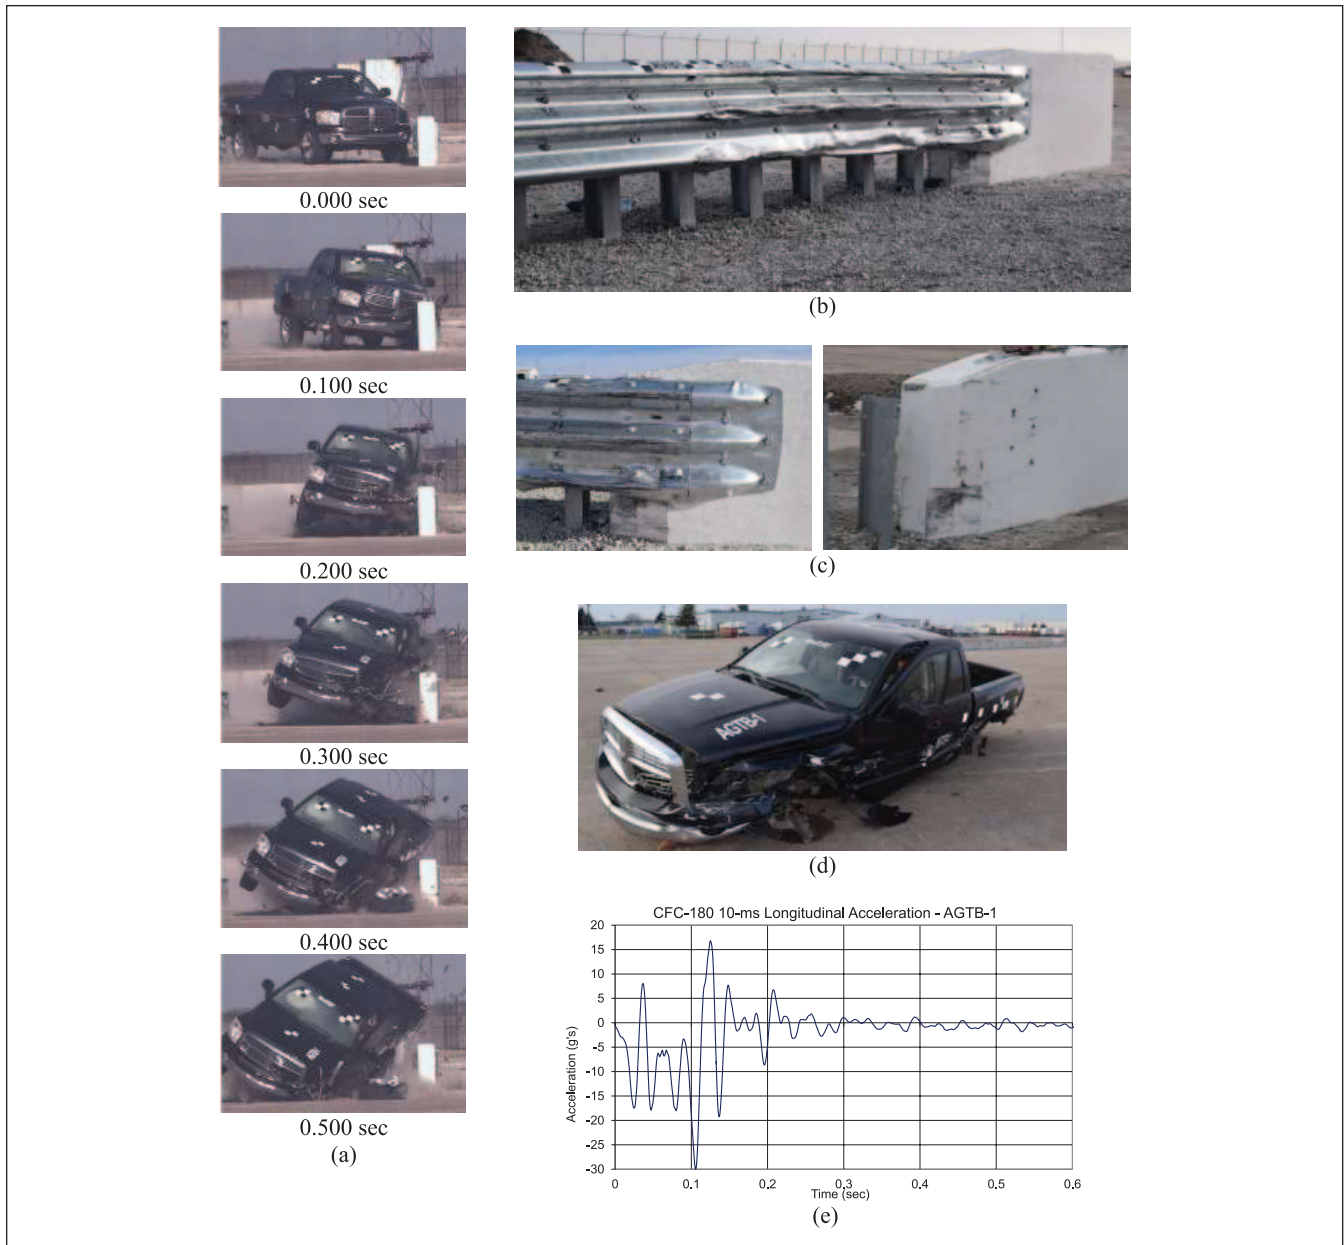 0.000 sec
0.100 sec
0.200 sec
0.300 sec
0.400 sec
0.500 sec
(a)
(b)
(c)
AGTB-1
(d)
CFC-180 10-ms Longitudinal Acceleration - AGTB-1
Acceleration (g's)
20
15
10
5
0
-5
-10
-15
-20
-25
-30
0 0.1 0.2 0.3 0.4 0.5 0.6
Time (sec)
(e)